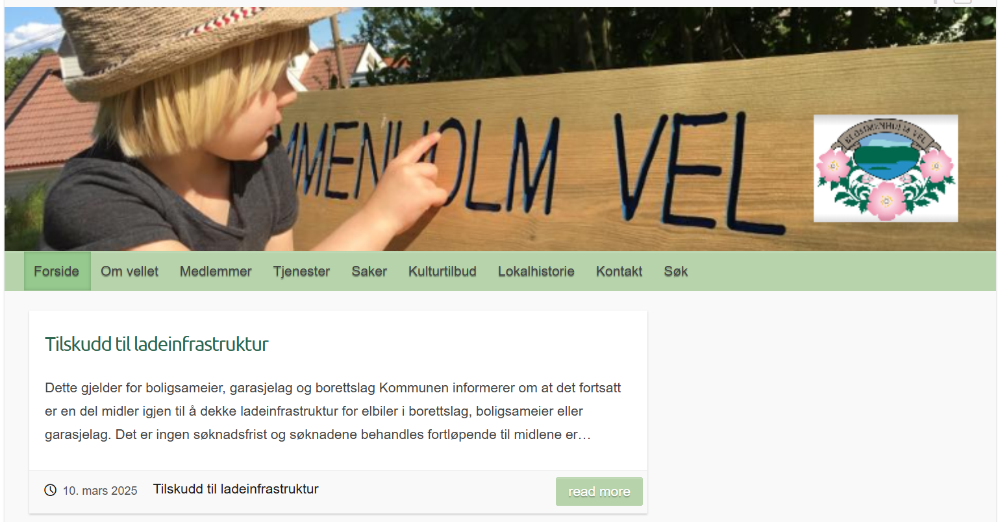 MMENHOLM VEL
BLOMMENHOLM VEL
Forside Om vellet Medlemmer Tjenester Saker Kulturtilbud Lokalhistorie Kontakt Søk
Tilskudd til ladeinfrastruktur
Dette gjelder for boligsameier, garasjelag og borettslag Kommunen informerer om at det fortsatt
er en del midler igjen til å dekke ladeinfrastruktur for elbiler i borettslag, boligsameier eller
garasjelag. Det er ingen søknadsfrist og søknadene behandles fortløpende til midlene er…
10. mars 2025 Tilskudd til ladeinfrastruktur read more